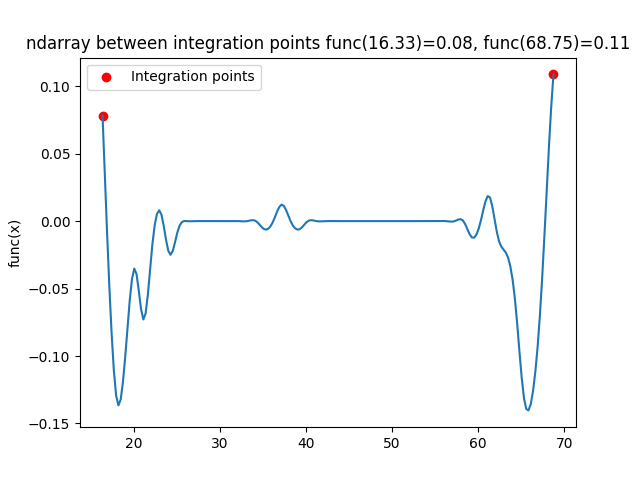 ndarray between integration points func(16.33)=0.08, func(68.75)=0.11
Integration points
func(x)
0.10
0.05
0.00
−0.05
−0.10
−0.15
20 30 40 50 60 70